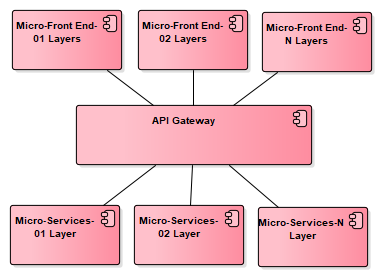 Micro-Front End-
01 Layers
Micro-Front End-
02 Layers
Micro-Front End-
N Layers
API Gateway
Micro-Services-
01 Layer
Micro-Services-
02 Layer
Micro-Services-N
Layer